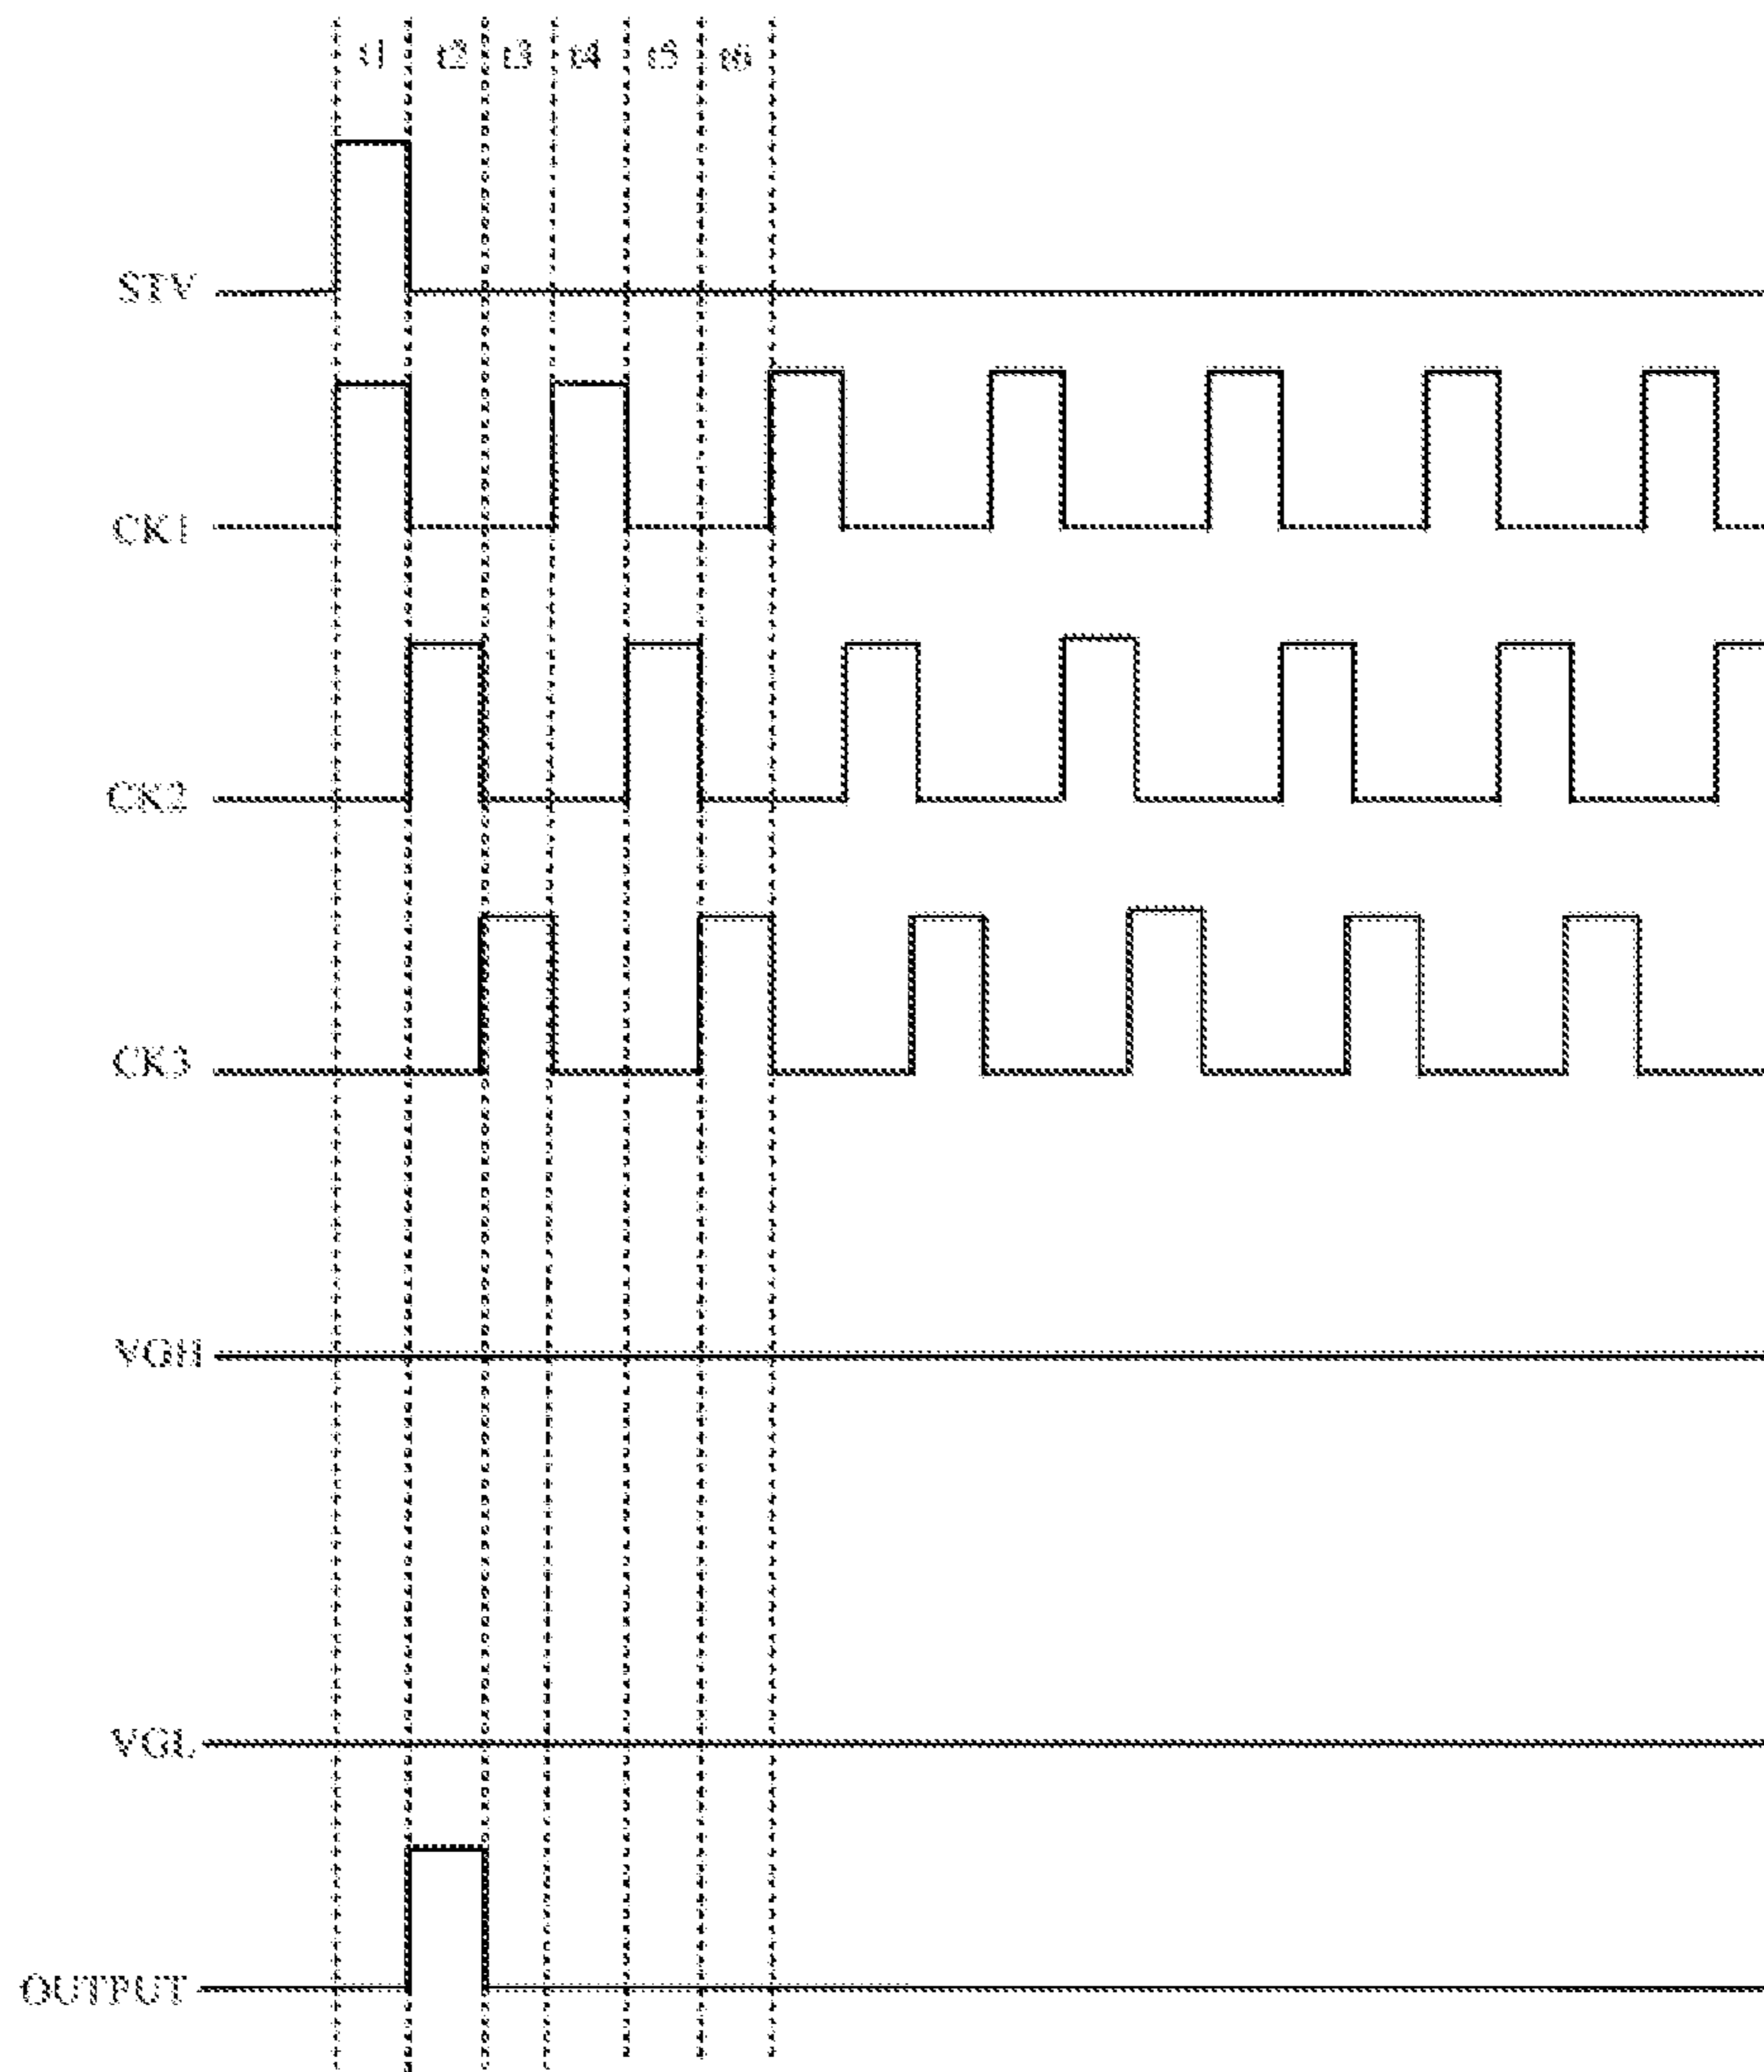 t1 t2 t3 t4 t5 t6
STV
CK1
CK2
CK3
VGH
VGL
OUTPUT